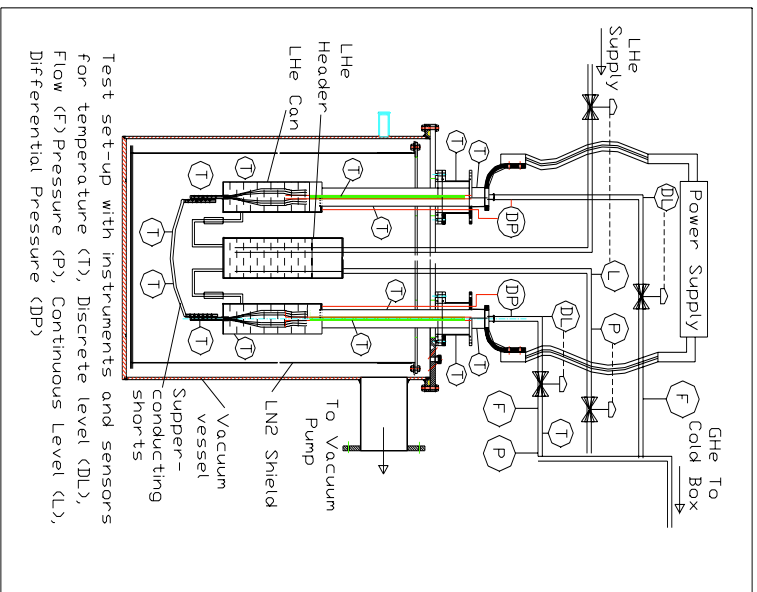 LHe
Supply
Power Supply
GHe To
Cold Box
DL
L
DL
P
F
F
T
P
DP
DP
T
T
T
T
T
T
T
T
T
T
T
T
T
T
LHe
Header
LHe Can
To Vacuum
Pump
LN2 Shield
Vacuum
vessel
Supper-
conducting
shorts
Test set-up with instruments and sensors
for temperature (T), Discrete level (DL),
Flow (F) Pressure (P), Continuous Level (L),
Differential Pressure (DP)